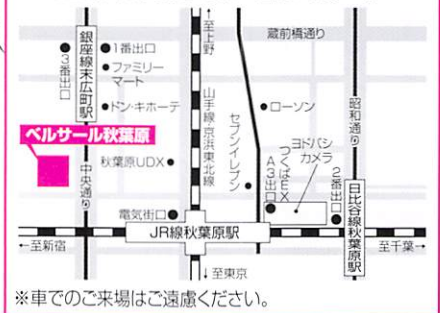 ↑至上野
蔵前橋通り
銀座線末広町駅
1番出口
3番出口
ファミリー
マート
ドン・キホーテ
山手線・京浜東北線
ローソン
昭和通り
セブンイレブン
つくばEX
A3出口
ヨドバシ
カメラ
2番出口
ベルサール秋葉原
中央通り
秋葉原UDX
電気街口
JR線秋葉原駅
日比谷線秋葉原駅
←至新宿
至千葉→
↓至東京
※車でのご来場はご遠慮ください。